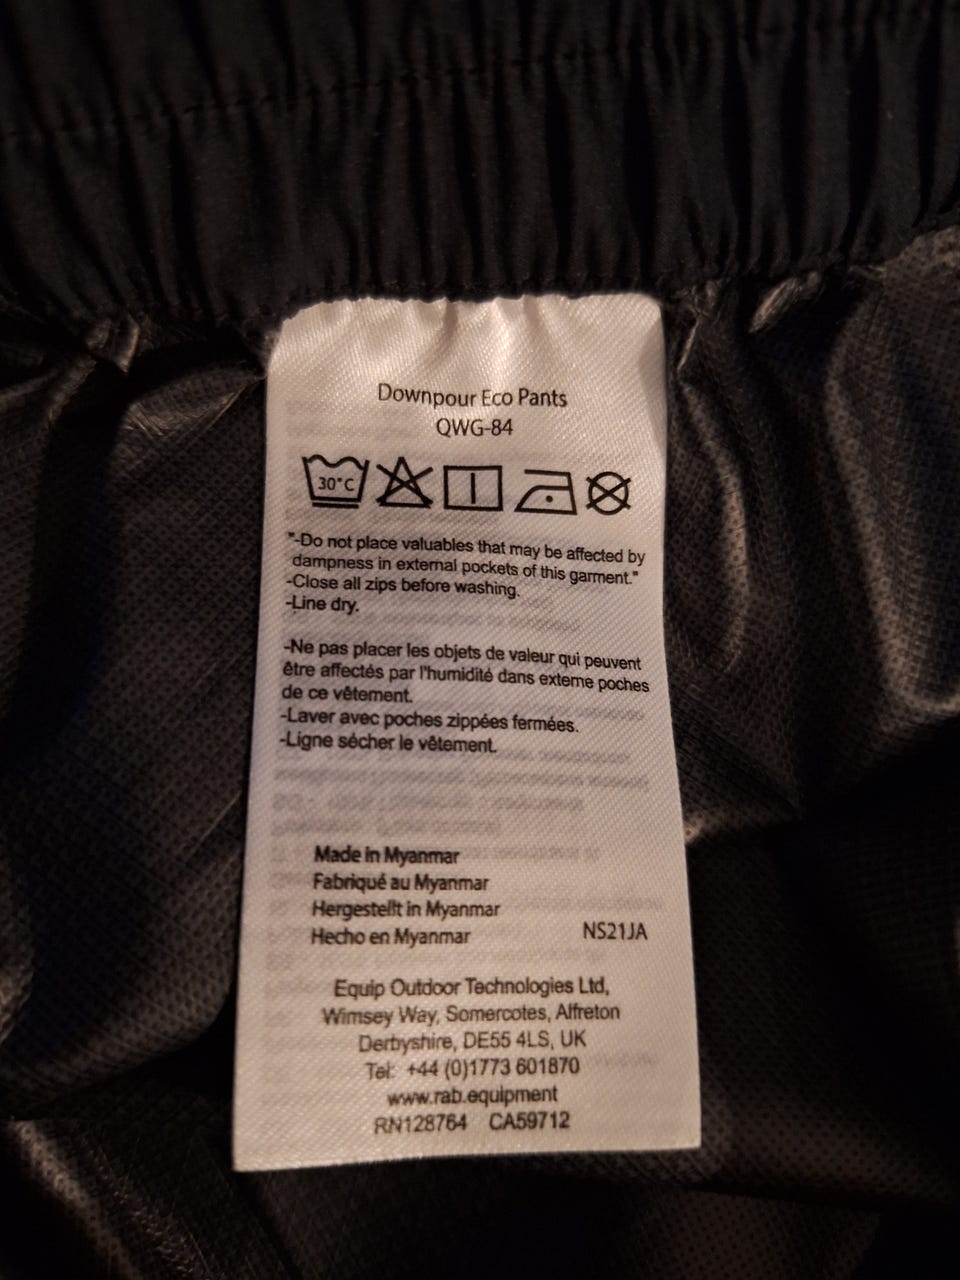 Downpour Eco Pants
QWG-84
30°C
"-Do not place valuables that may be affected by
dampness in external pockets of this garment."
-Close all zips before washing.
-Line dry.
-Ne pas placer les objets de valeur qui peuvent
être affectés par l'humidité dans externe poches
de ce vêtement.
-Laver avec poches zippées fermées.
-Ligne sécher le vêtement.
Made in Myanmar
Fabriqué au Myanmar
Hergestellt in Myanmar
Hecho en Myanmar NS21JA
Equip Outdoor Technologies Ltd,
Wimsey Way, Somercotes, Alfreton
Derbyshire, DE55 4LS, UK
Tel: +44 (0)1773 601870
www.rab.equipment
RN128764 CA59712